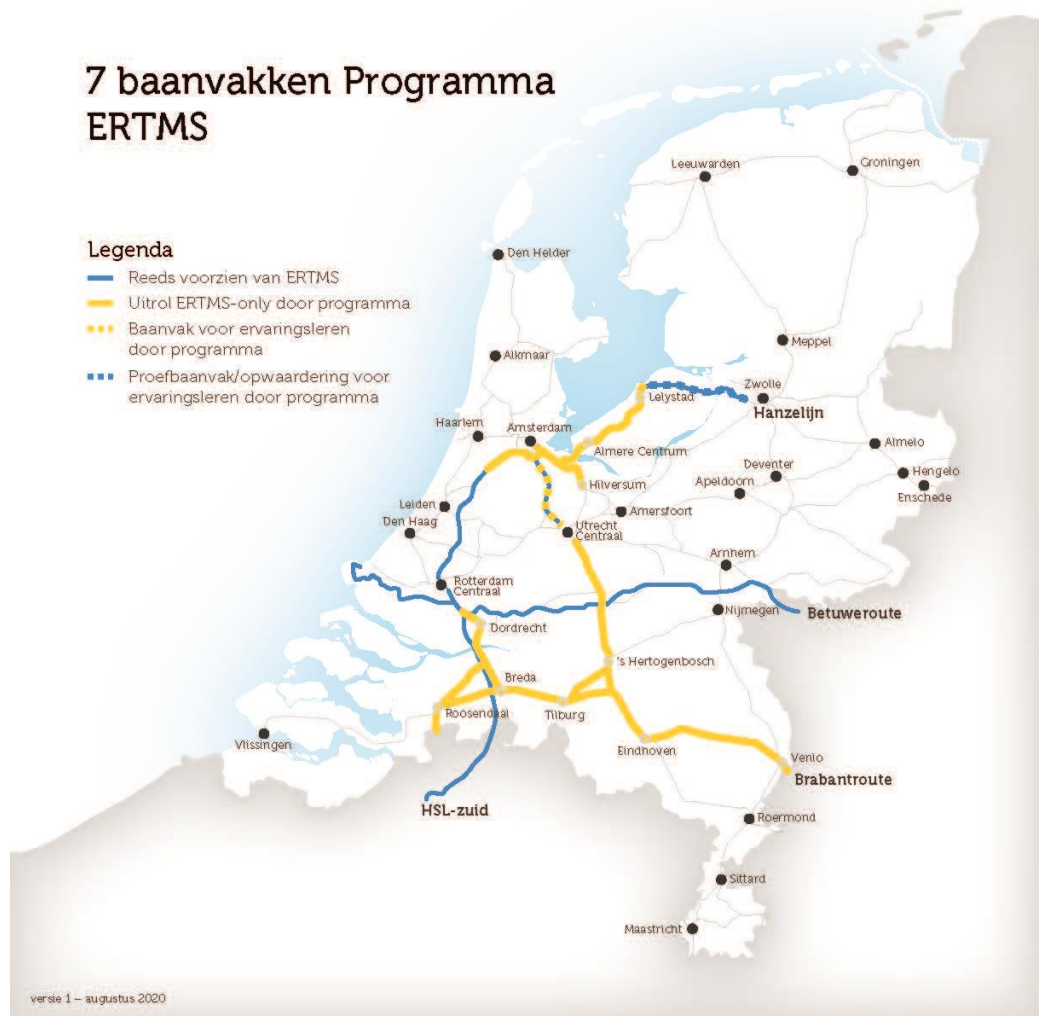 7 baanvakken Programma
ERTMS
Legenda
Reeds voorzien van ERTMS
Uitrol ERTMS-only door programma
Baanvak voor ervaringsleren
door programma
Proefbaanvak/opwaardering voor
ervaringsleren door programma
Leeuwarden
Groningen
Den Helder
Meppel
Alkmaar
Zwolle
Lelystad
Hanzelijn
Haarlem
Amsterdam
Almelo
Almere Centrum
Deventer
Hengelo
Apeldoorn
Hilversum
Enschede
Leiden
Amersfoort
Den Haag
Utrecht
Centraal
Arnhem
Rotterdam
Centraal
Nijmegen
Betuweroute
Dordrecht
's Hertogenbosch
Breda
Roosendaal
Tilburg
Vlissingen
Eindhoven
Venlo
Brabantroute
HSL-zuid
Roermond
Sittard
Maastricht
versie 1 – augustus 2020